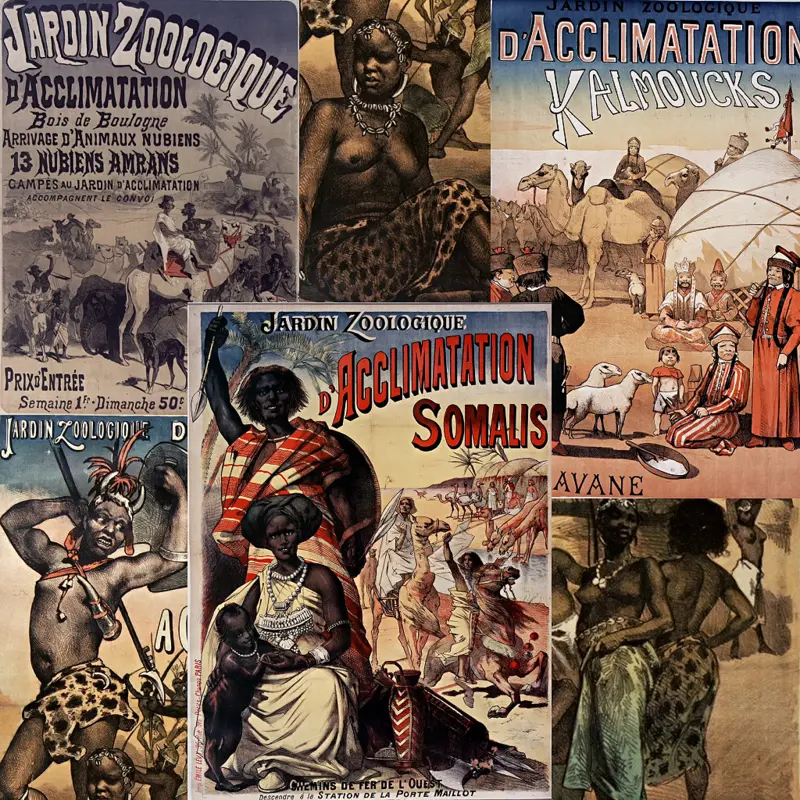 JARDIN ZOOLOGIQUE
D'ACCLIMATATION
Bois de Boulogne
ARRIVAGE D'ANIMAUX NUBIENS
13 NUBIENS AMRANS
CAMPÉS AU JARDIN D'ACCLIMATATION
ACCOMPAGNENT LE CONVOI
PRIX D'ENTRÉE
Semaine 1fr. Dimanche 50c
JARDIN ZOOLOGIQUE
D'ACCLIMATATION
KALMOUCKS
AVANE
JARDIN ZOOLOGIQUE
D'ACCLIMATATION
SOMALIS
CHEMINS DE FER DE L'OUEST
Descendre à la STATION DE LA PORTE MAILLOT
JARDIN ZOOLOGIQUE D